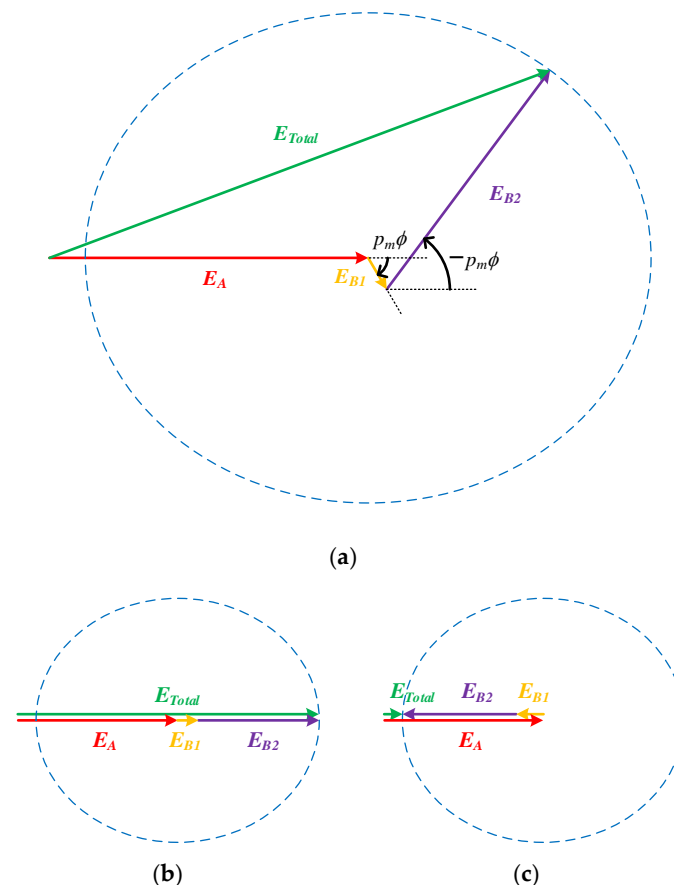 E_Total
E_B2
p_mϕ
−p_mϕ
E_A
E_B1
(a)
E_Total
E_A
E_B1
E_B2
(b)
E_Total
E_B2
E_B1
E_A
(c)